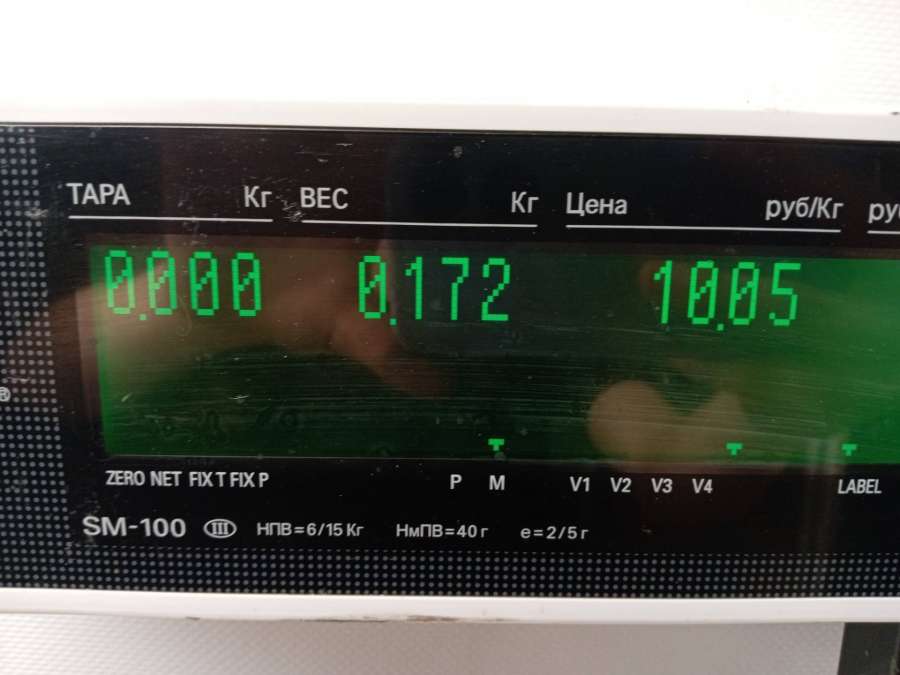 ТАРА Кг ВЕС Кг Цена руб/Кг ру
0.000 0.172 10.05
ZERO NET FIX T FIX P P M V1 V2 V3 V4 LABEL
SM-100 III НПВ=6/15 Кг НмПВ=40 г e=2/5 г
®